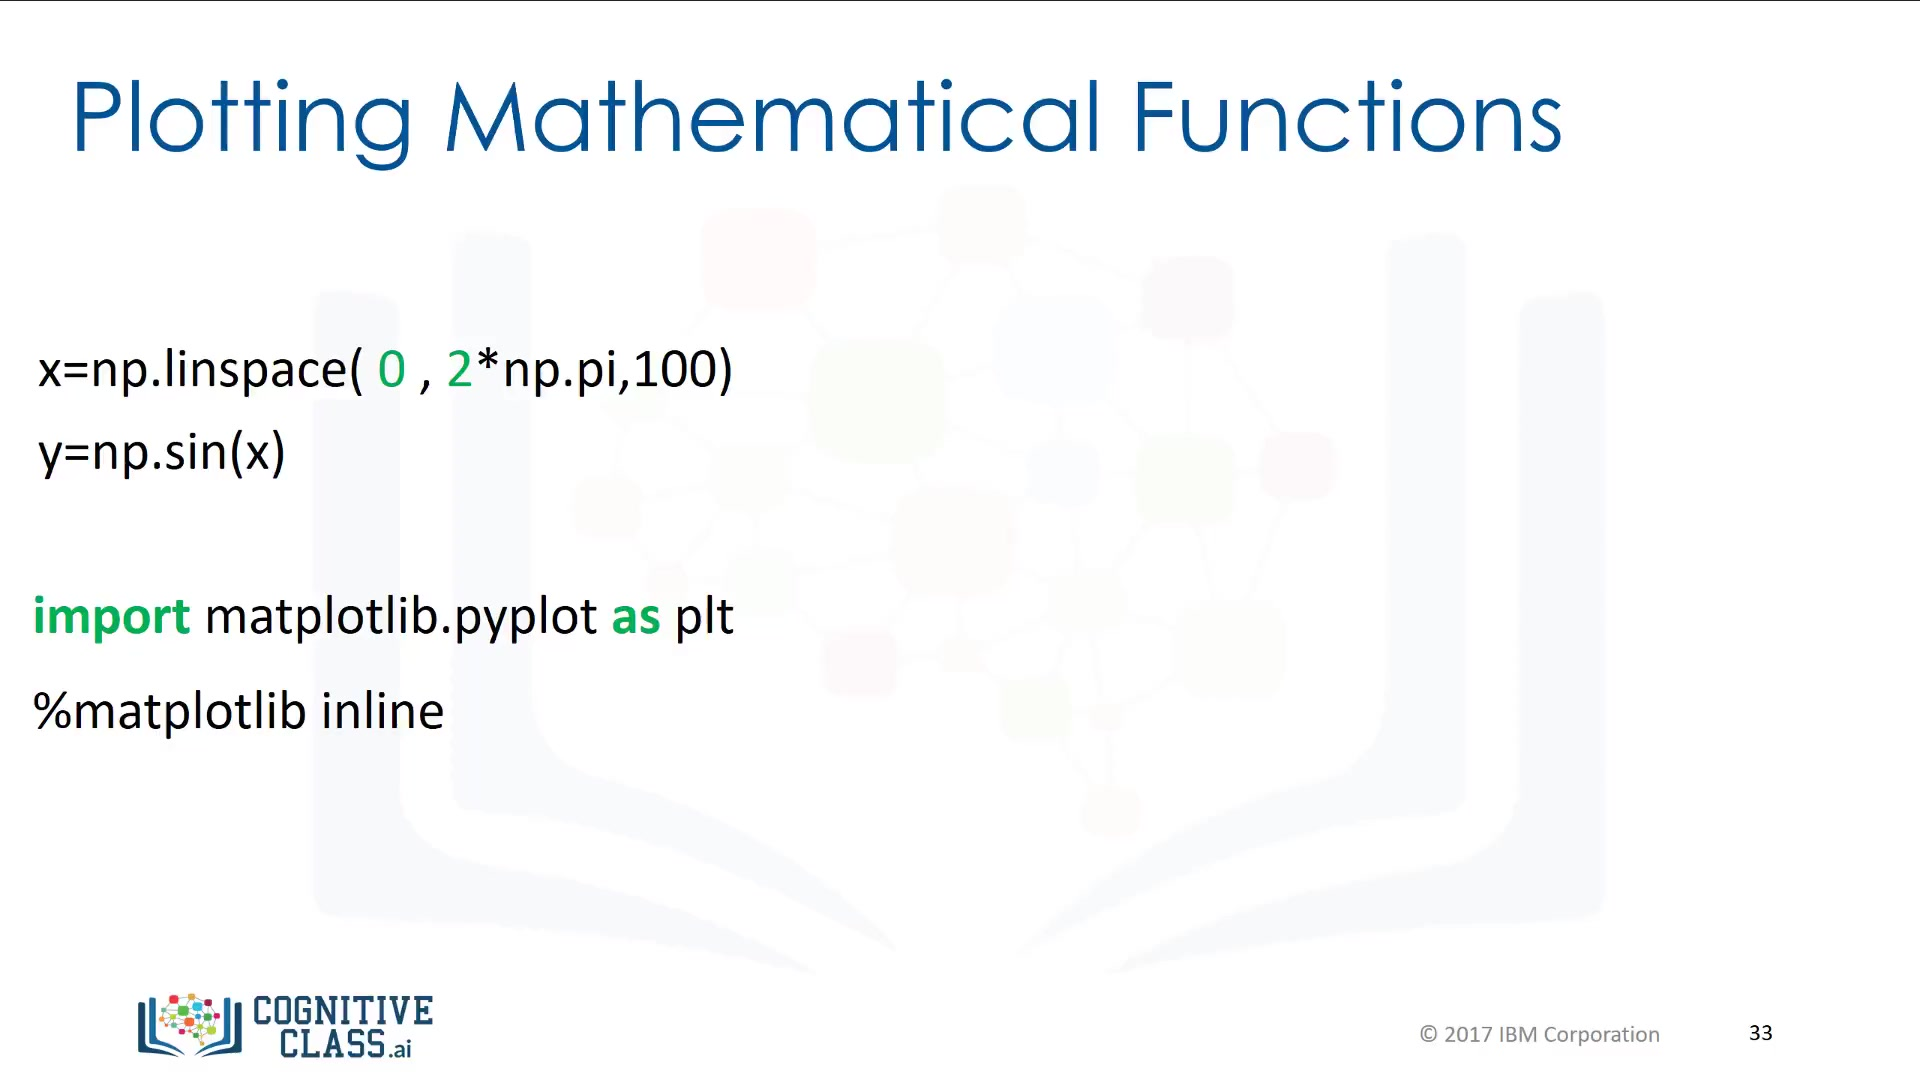 Plotting Mathematical Functions
x=np.linspace( 0 , 2*np.pi,100)
y=np.sin(x)
import matplotlib.pyplot as plt
%matplotlib inline
COGNITIVE
CLASS.ai
© 2017 IBM Corporation
33